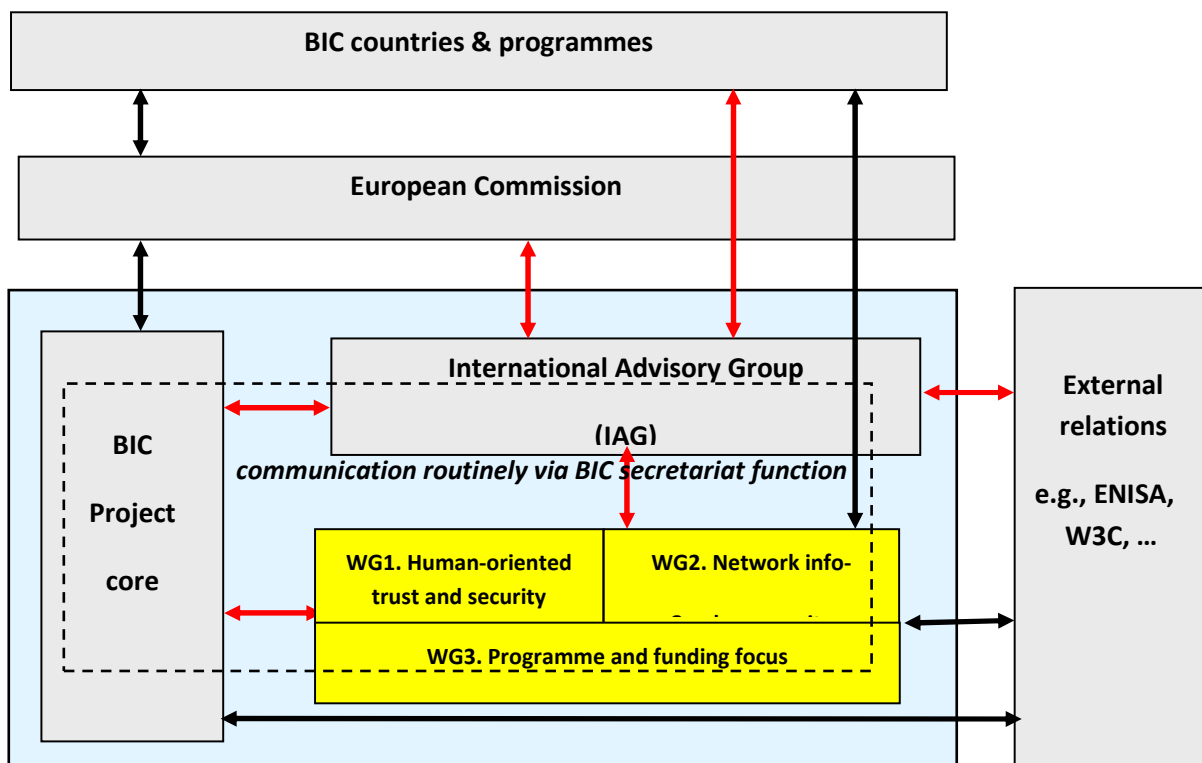 BIC countries & programmes
European Commission
International Advisory Group
(IAG)
communication routinely via BIC secretariat function
BIC
Project
core
WG1. Human-oriented
trust and security
WG2. Network info-
WG3. Programme and funding focus
External
relations
e.g., ENISA,
W3C, …